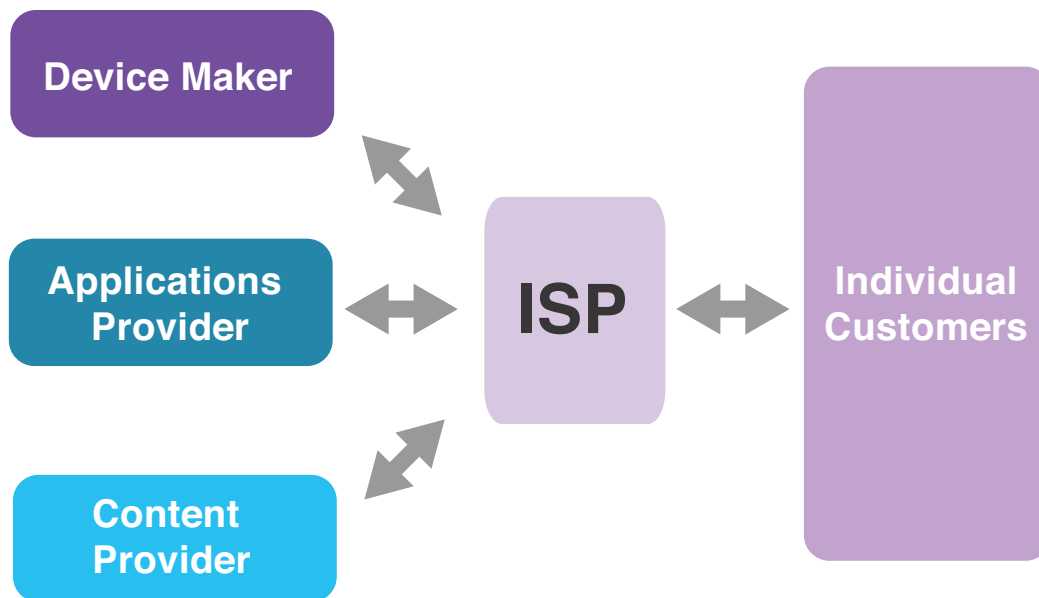 Device Maker
Applications
Provider
Content
Provider
ISP
Individual
Customers